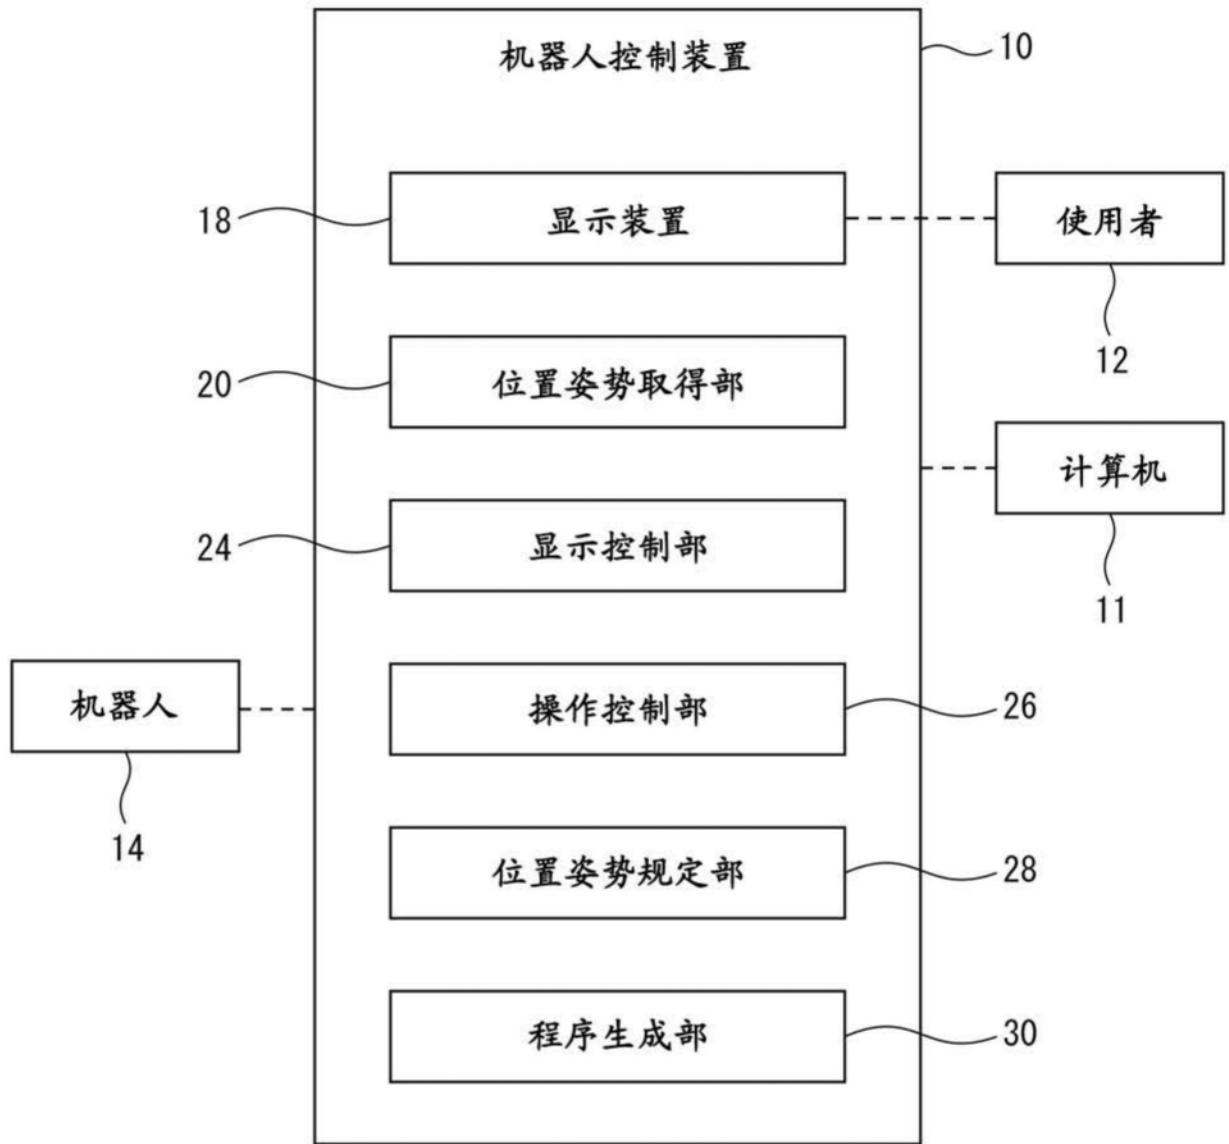 机器人控制装置
10
18
显示装置
使用者
12
20
位置姿势取得部
计算机
11
24
显示控制部
机器人
14
操作控制部
26
位置姿势规定部
28
程序生成部
30